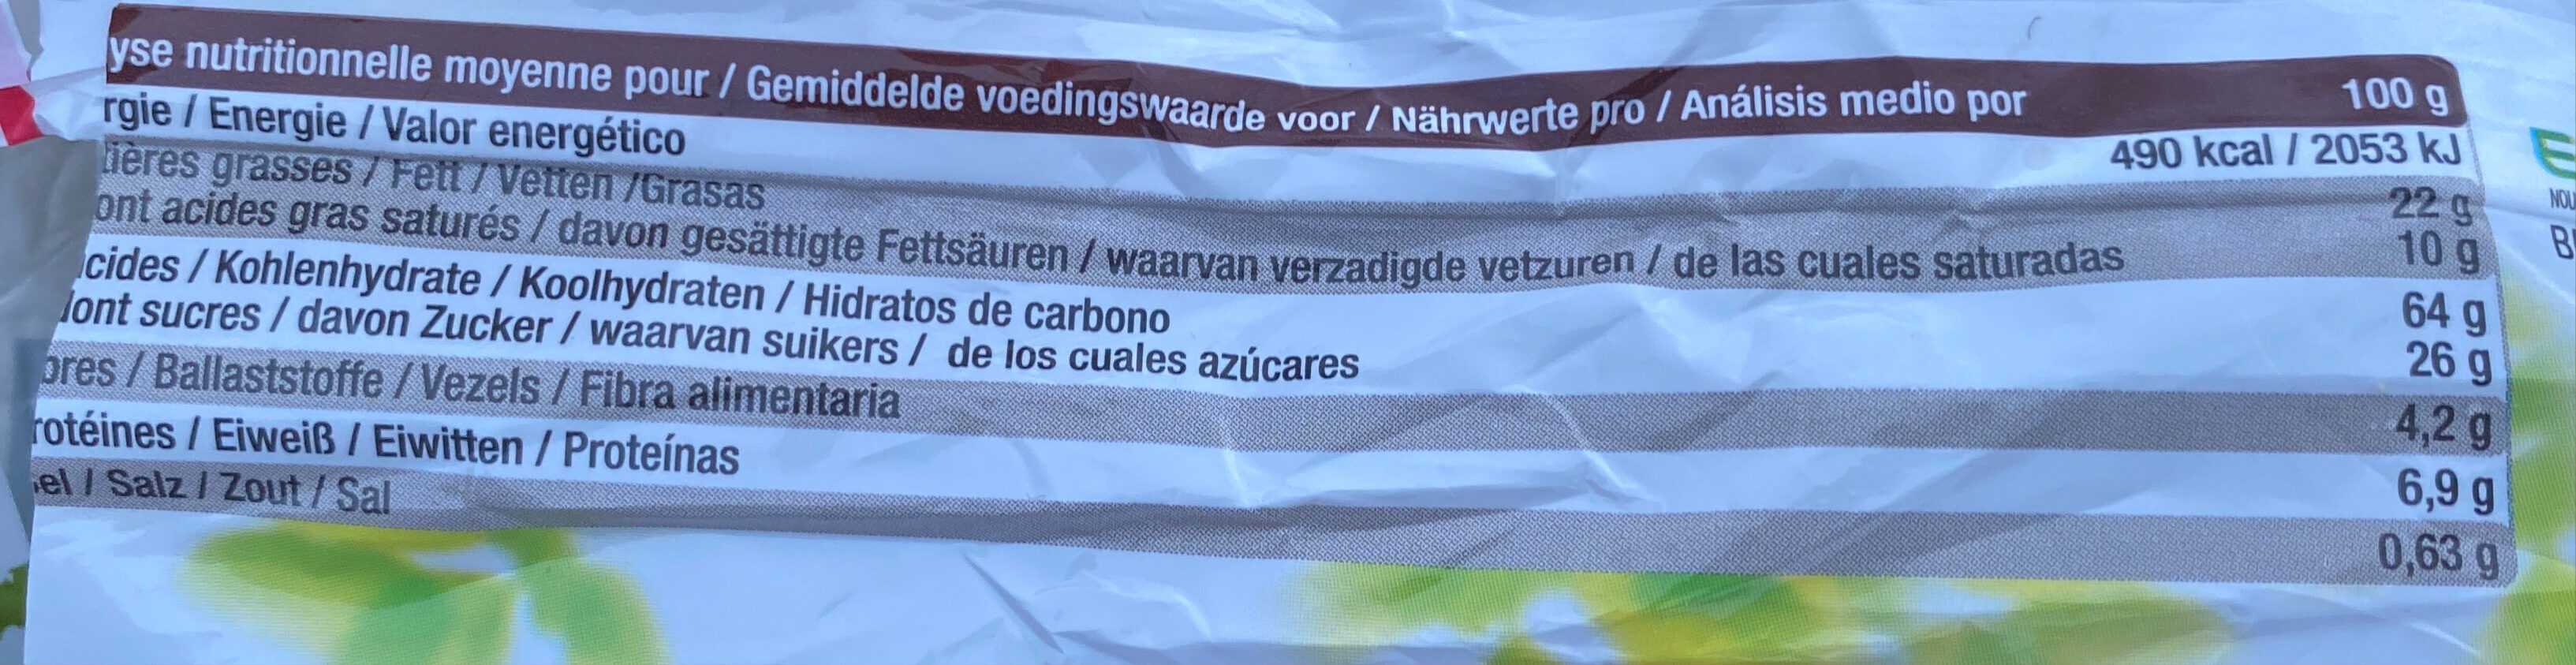 yse nutritionnelle moyenne pour / Gemiddelde voedingswaarde voor / Nährwerte pro / Análisis medio por 100 g
rgie / Energie / Valor energético 490 kcal / 2053 kJ
ières grasses / Fett / Vetten /Grasas 22 g
ont acides gras saturés / davon gesättigte Fettsäuren / waarvan verzadigde vetzuren / de las cuales saturadas 10 g
cides / Kohlenhydrate / Koolhydraten / Hidratos de carbono 64 g
ont sucres / davon Zucker / waarvan suikers / de los cuales azúcares 26 g
bres / Ballaststoffe / Vezels / Fibra alimentaria 4,2 g
rotéines / Eiweiß / Eiwitten / Proteínas 6,9 g
el / Salz / Zout / Sal 0,63 g
NOU